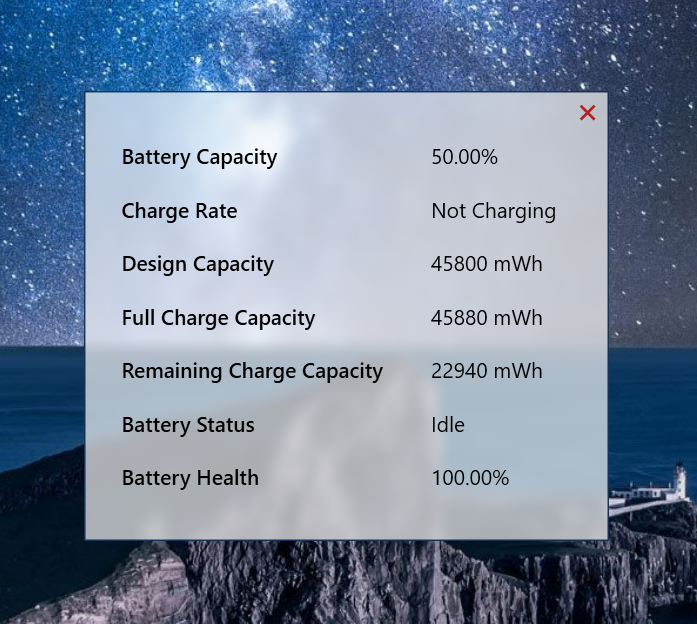 Battery Capacity 50.00%
Charge Rate Not Charging
Design Capacity 45800 mWh
Full Charge Capacity 45880 mWh
Remaining Charge Capacity 22940 mWh
Battery Status Idle
Battery Health 100.00%